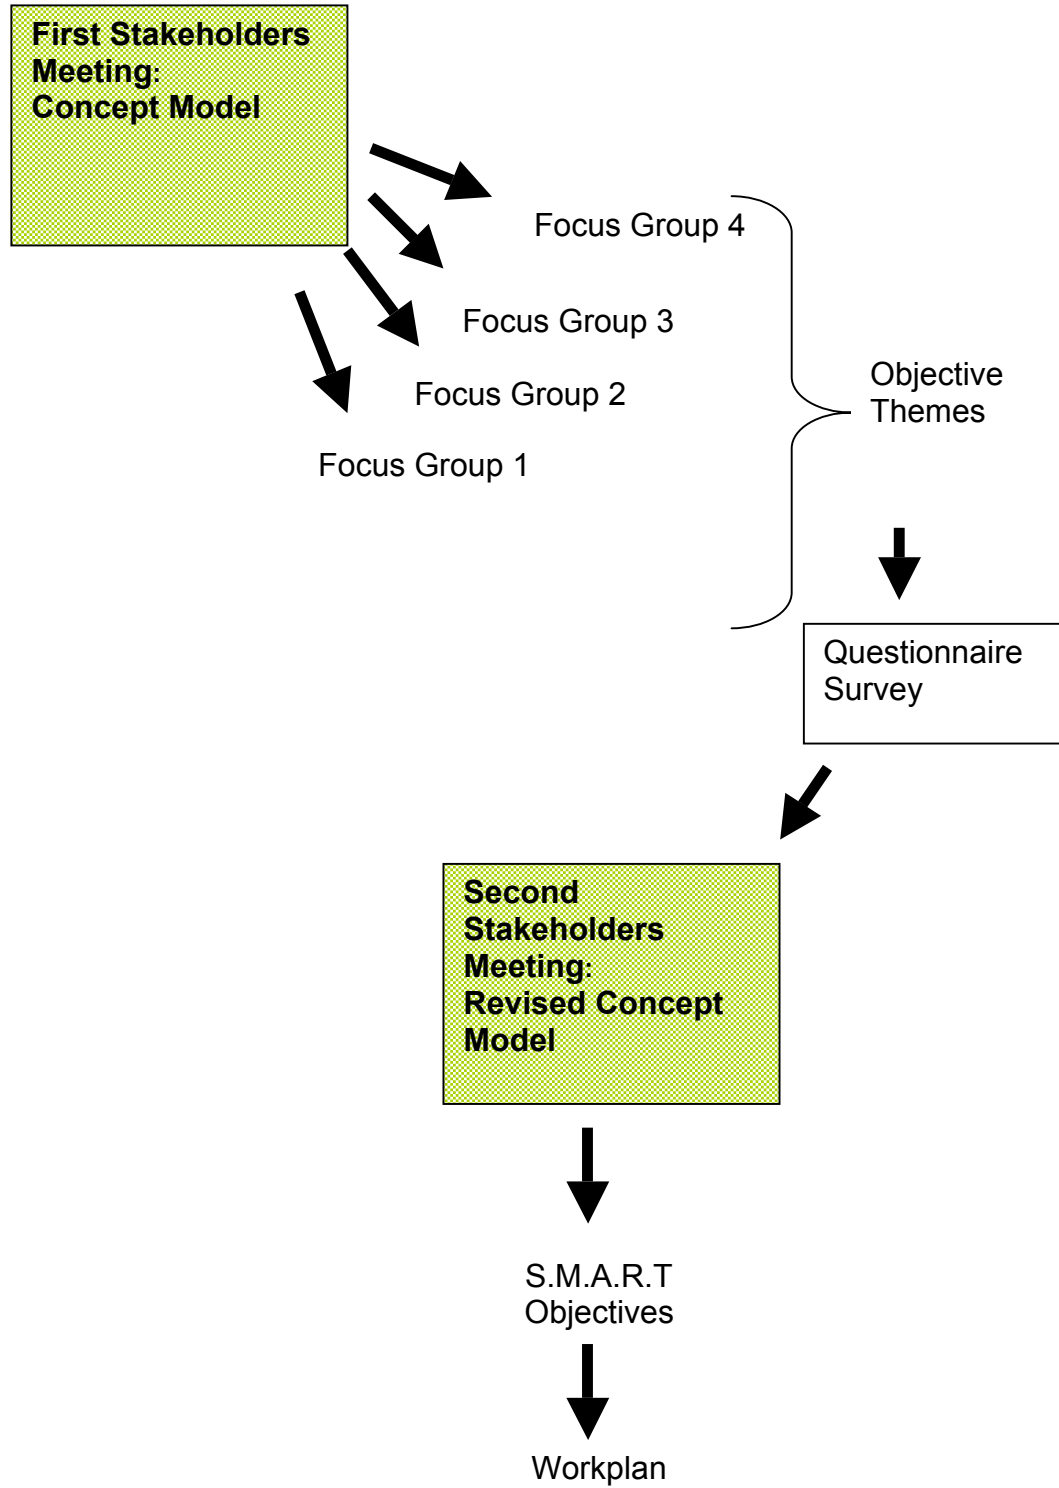 First Stakeholders
Meeting:
Concept Model
Focus Group 4
Focus Group 3
Focus Group 2
Focus Group 1
Objective
Themes
Questionnaire
Survey
Second
Stakeholders
Meeting:
Revised Concept
Model
S.M.A.R.T
Objectives
Workplan